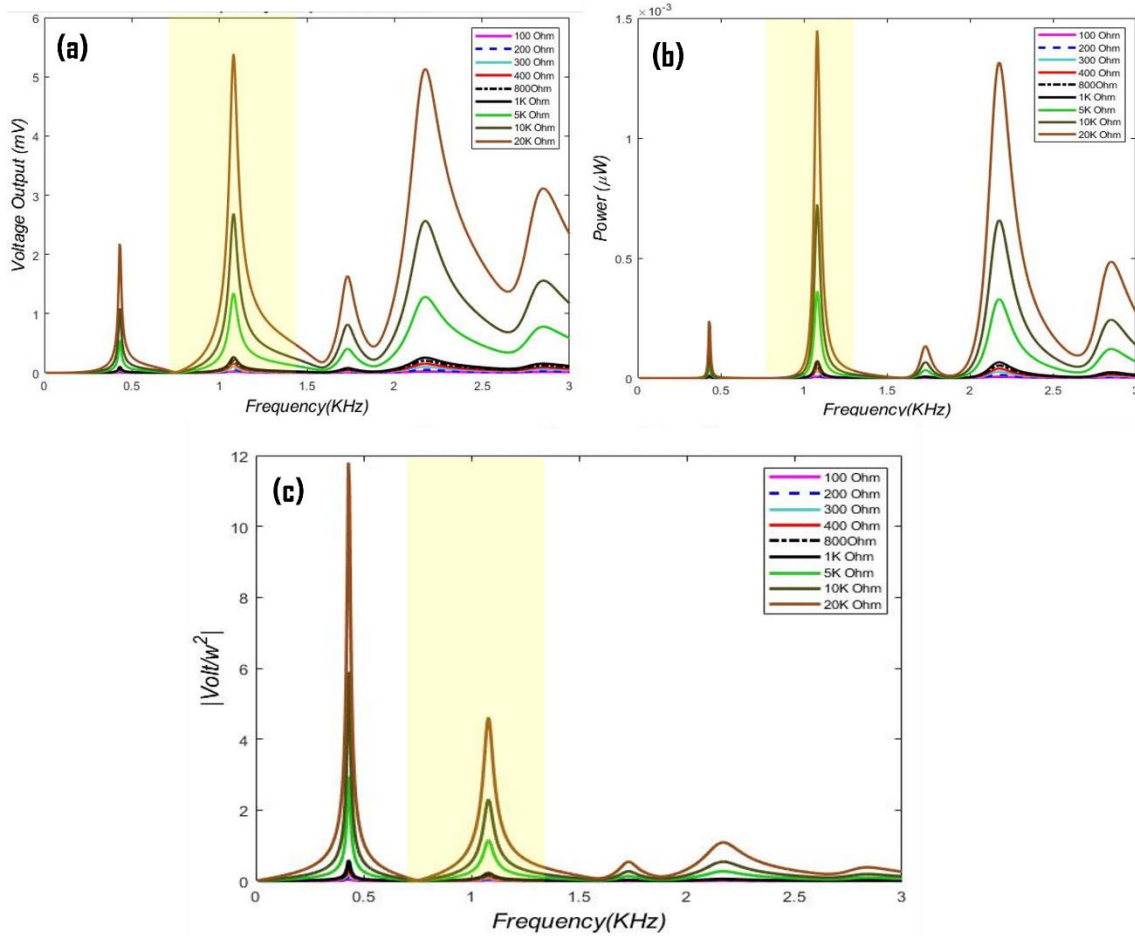 (a)
6
5
4
3
2
1
0
Voltage Output (mV)
0 0.5 1 1.5 2 2.5 3
Frequency(KHz)
100 Ohm
200 Ohm
300 Ohm
400 Ohm
800Ohm
1K Ohm
5K Ohm
10K Ohm
20K Ohm
(b)
×10⁻³
1.5
1
0.5
0
Power (μW)
0 0.5 1 1.5 2 2.5 3
Frequency(KHz)
100 Ohm
200 Ohm
300 Ohm
400 Ohm
800Ohm
1K Ohm
5K Ohm
10K Ohm
20K Ohm
(c)
12
10
8
6
4
2
0
|Volt/w²|
0 0.5 1 1.5 2 2.5 3
Frequency(KHz)
100 Ohm
200 Ohm
300 Ohm
400 Ohm
800Ohm
1K Ohm
5K Ohm
10K Ohm
20K Ohm